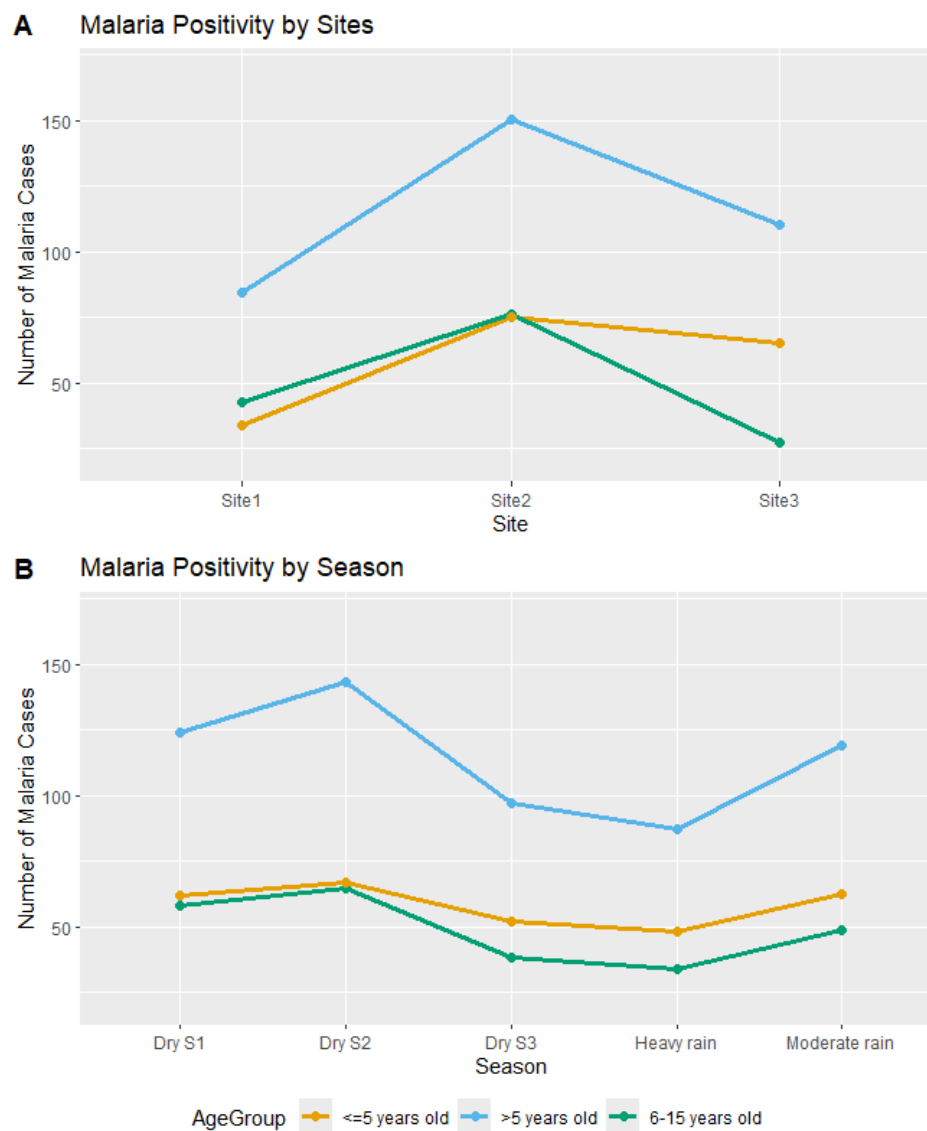 A Malaria Positivity by Sites
Number of Malaria Cases
150
100
50
Site1 Site2 Site3
Site
B Malaria Positivity by Season
Number of Malaria Cases
150
100
50
Dry S1 Dry S2 Dry S3 Heavy rain Moderate rain
Season
AgeGroup <=5 years old >5 years old 6-15 years old